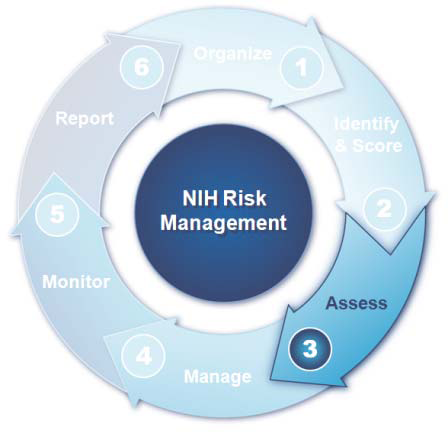 NIH Risk
Management
Organize
1
Identify
& Score
2
Assess
3
Manage
4
Monitor
5
Report
6